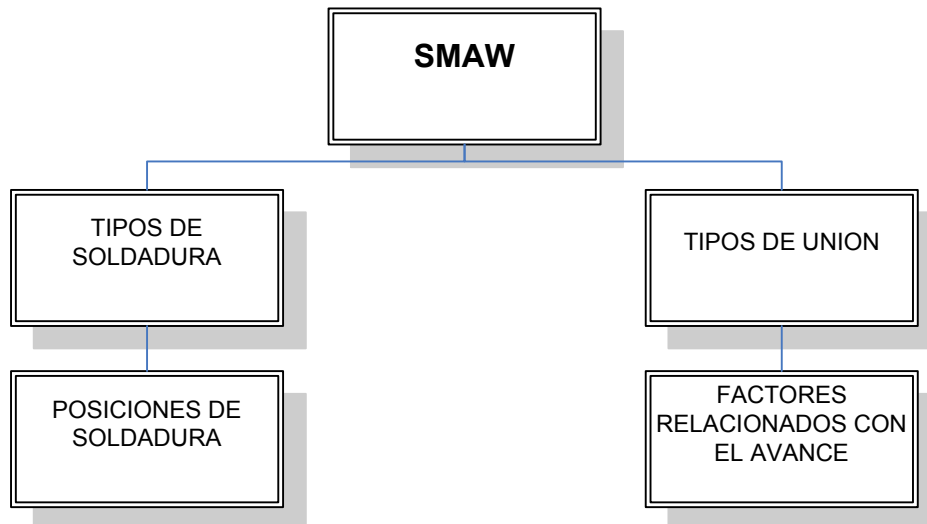 SMAW
TIPOS DE
SOLDADURA
TIPOS DE UNION
POSICIONES DE
SOLDADURA
FACTORES
RELACIONADOS CON
EL AVANCE